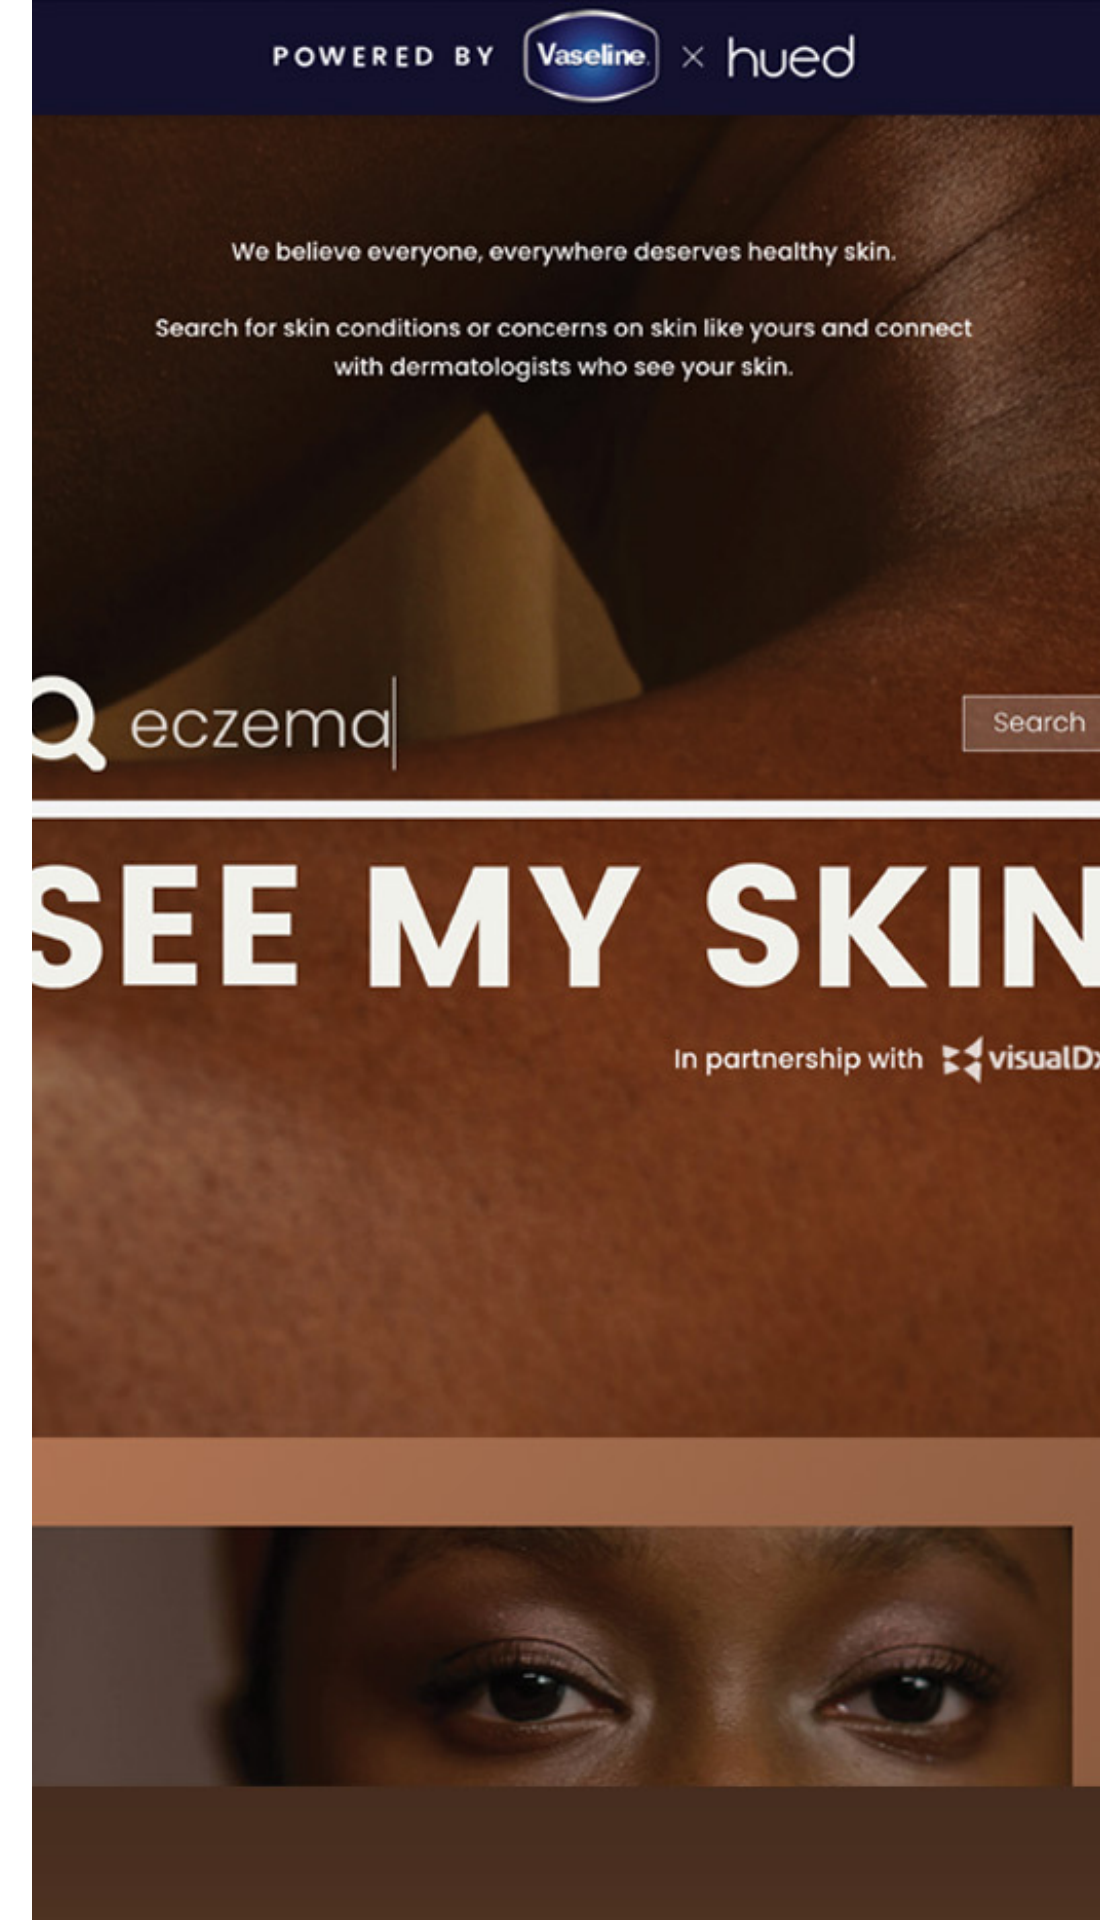 POWERED BY Vaseline. × hued
We believe everyone, everywhere deserves healthy skin.
Search for skin conditions or concerns on skin like yours and connect
with dermatologists who see your skin.
eczema
Search
SEE MY SKIN
In partnership with visualDx